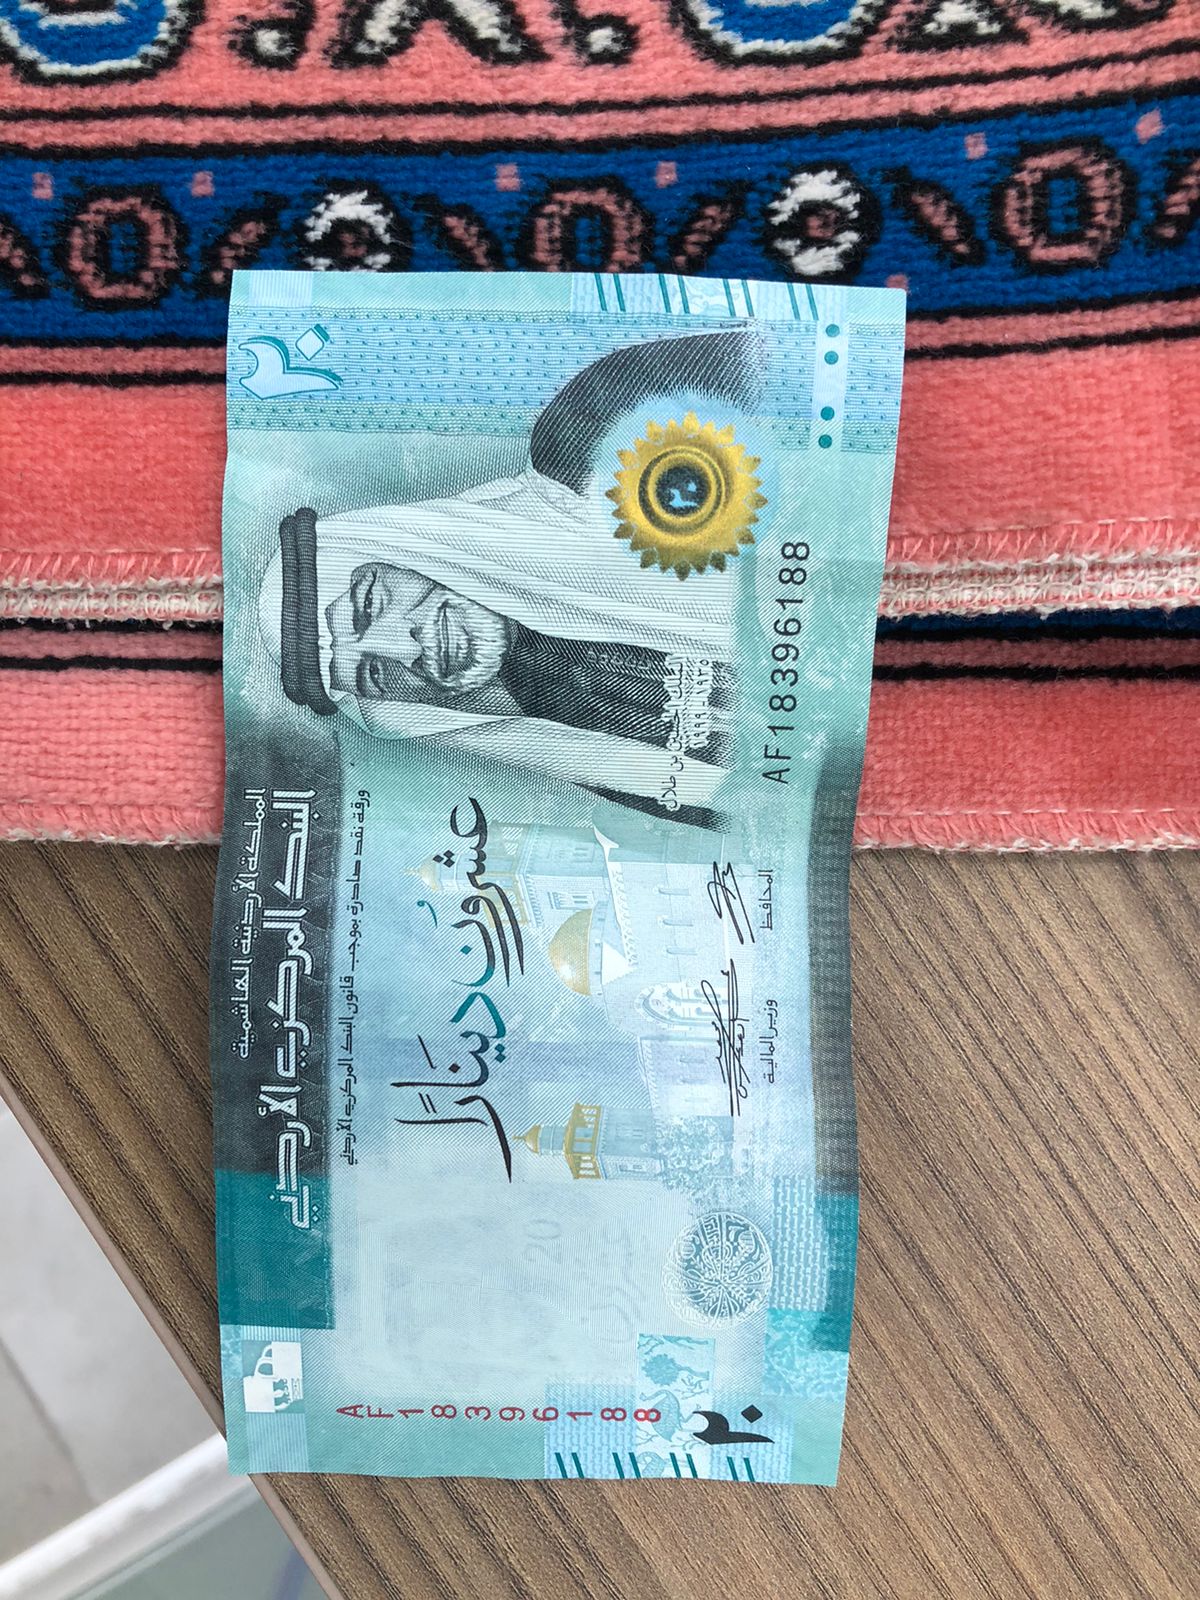 المملكة الأردنية الهاشمية
البنك المركزي الأردني
ورقة نقد صادرة بموجب قانون البنك المركزي الأردني
٢٠
عشرون دينارًا
الملك الحسين بن طلال
١٩٣٥-١٩٩٩
المحافظ
وزير المالية
AF18396188
20
عشرون
AF18396188
٢٠